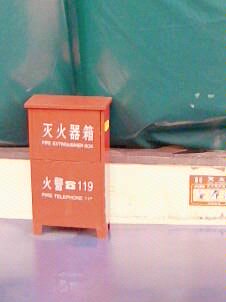 灭火器箱
FIRE EXTINGUISHER BOX
火警☎119
FIRE TELEPHONE 119